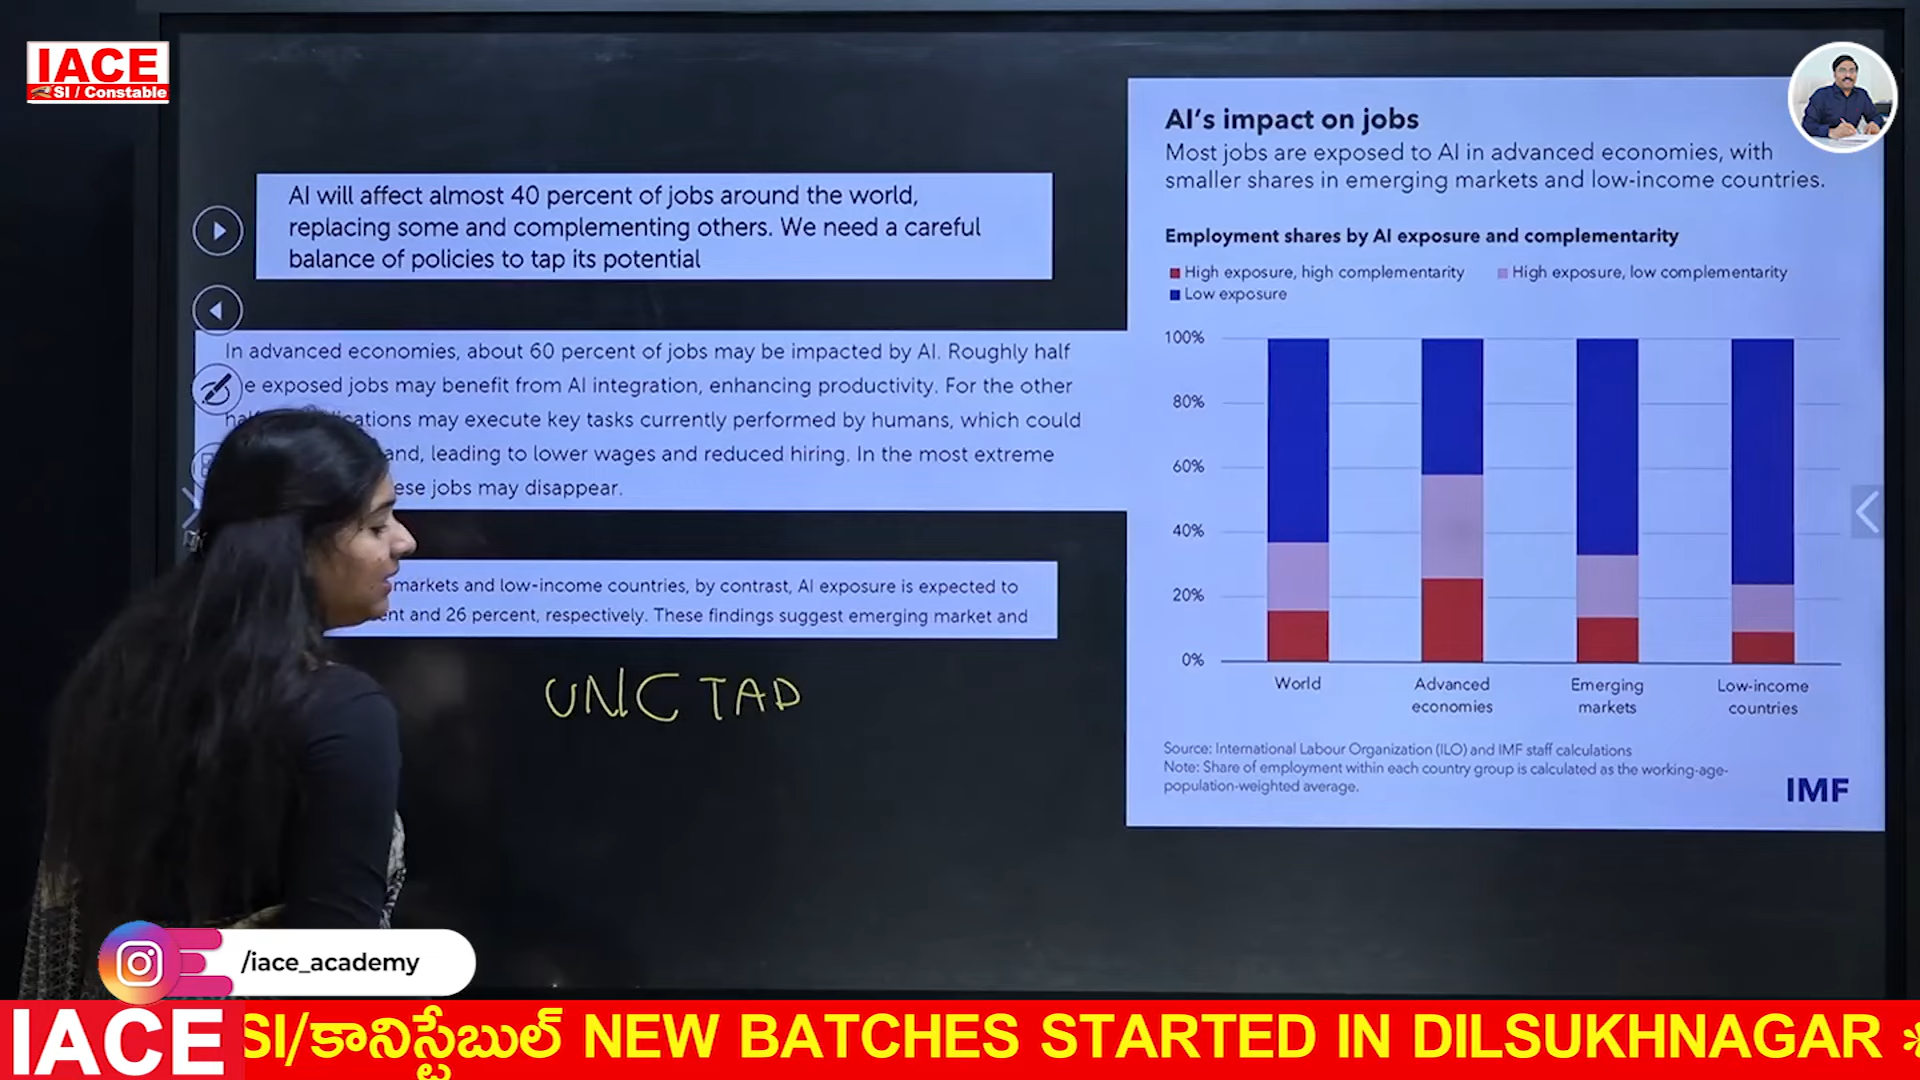 IACE
SI / Constable
AI will affect almost 40 percent of jobs around the world,
replacing some and complementing others. We need a careful
balance of policies to tap its potential
In advanced economies, about 60 percent of jobs may be impacted by AI. Roughly half
exposed jobs may benefit from AI integration, enhancing productivity. For the other
may execute key tasks currently performed by humans, which could
leading to lower wages and reduced hiring. In the most extreme
jobs may disappear.
markets and low-income countries, by contrast, AI exposure is expected to
and 26 percent, respectively. These findings suggest emerging market and
UNCTAD
AI's impact on jobs
Most jobs are exposed to AI in advanced economies, with
smaller shares in emerging markets and low-income countries.
Employment shares by AI exposure and complementarity
High exposure, high complementarity High exposure, low complementarity
Low exposure
100%
80%
60%
40%
20%
0%
World Advanced economies Emerging markets Low-income countries
Source: International Labour Organization (ILO) and IMF staff calculations
Note: Share of employment within each country group is calculated as the working-age-
population-weighted average.
IMF
/iace_academy
IACE SI/కానిస్టేబుల్ NEW BATCHES STARTED IN DILSUKHNAGAR